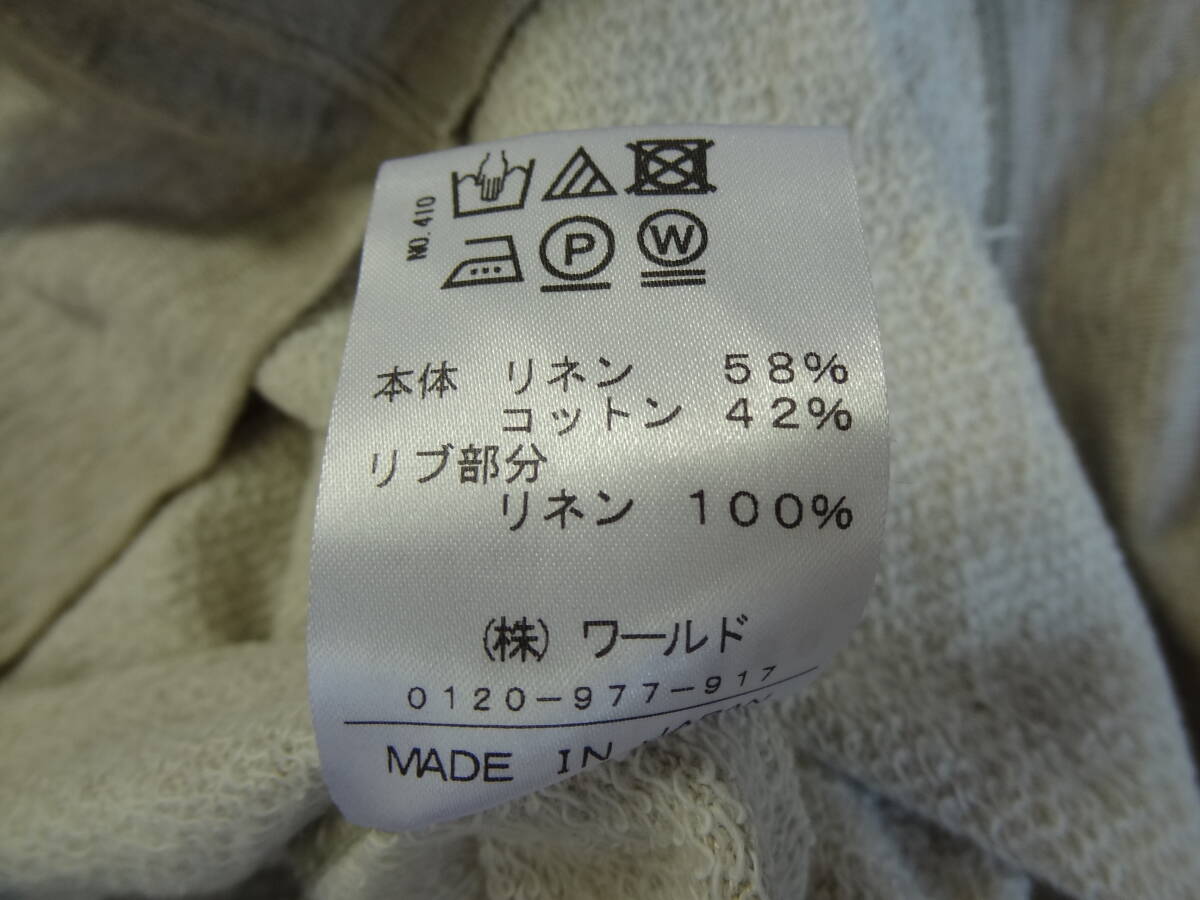 NO. 410
P W
本体 リネン 58%
コットン 42%
リブ部分
リネン 100%
(株) ワールド
0120-977-917
MADE IN